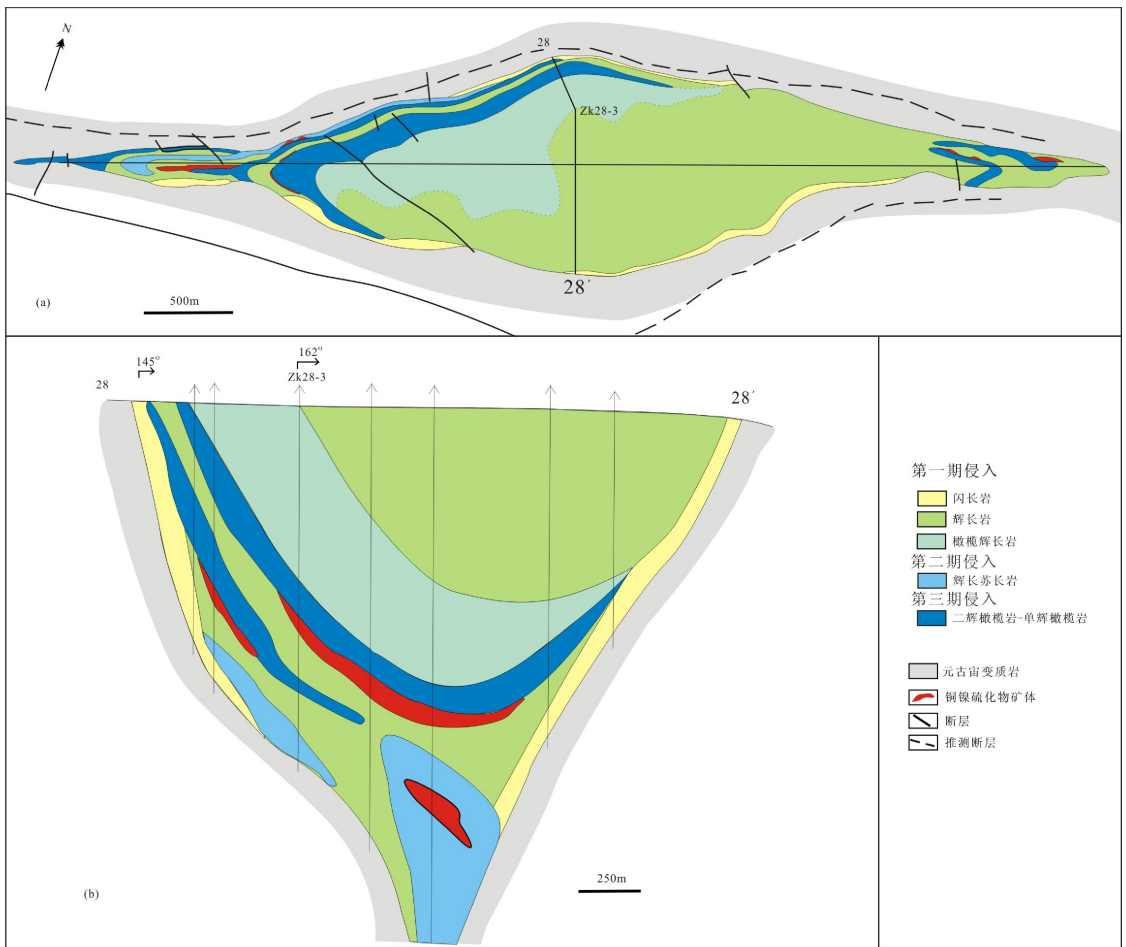 N
28
Zk28-3
28′
(a)
500m
145°
162°
Zk28-3
28
28′
(b)
250m
第一期侵入
闪长岩
辉长岩
橄榄辉长岩
第二期侵入
辉长苏长岩
第三期侵入
二辉橄榄岩-单辉橄榄岩
元古宙变质岩
铜镍硫化物矿体
断层
推测断层